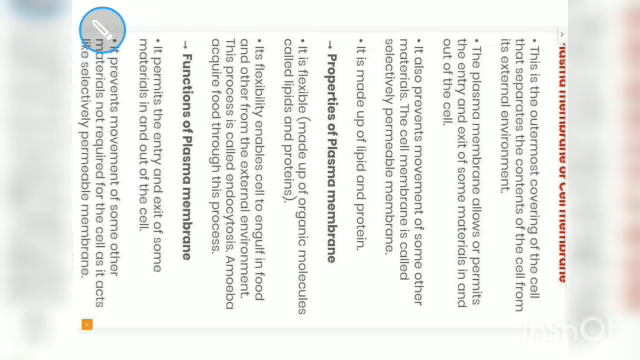 Plasma membrane or Cell membrane
• This is the outermost covering of the cell
that separates the contents of the cell from
its external environment.
• The plasma membrane allows or permits
the entry and exit of some materials in and
out of the cell.
• It also prevents movement of some other
materials. The cell membrane is called
selectively permeable membrane.
• It is made up of lipid and protein.
→ Properties of Plasma membrane
• It is flexible (made up of organic molecules
called lipids and proteins).
• Its flexibility enables cell to engulf in food
and other from the external environment.
This process is called endocytosis. Amoeba
acquire food through this process.
→ Functions of Plasma membrane
• It permits the entry and exit of some
materials in and out of the cell.
• It prevents movement of some other
materials not required for the cell as it acts
like selectively permeable membrane.
InShOt